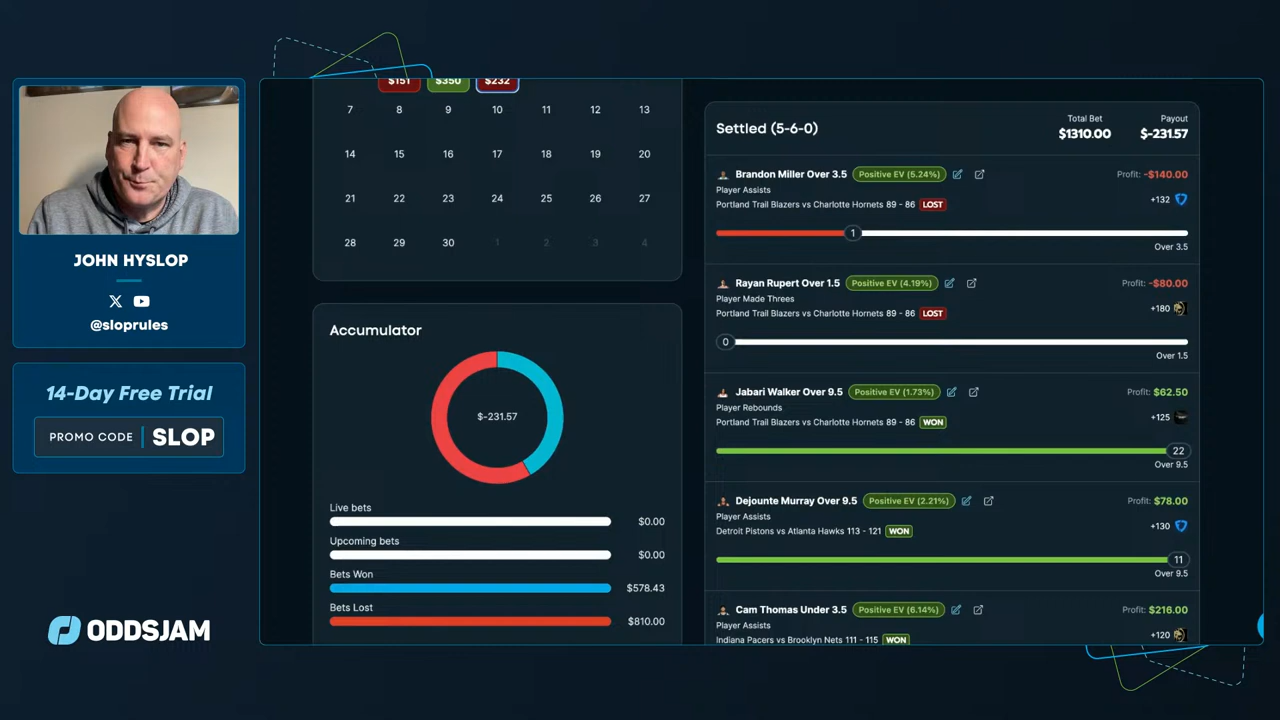 JOHN HYSLOP
@sloprules
14-Day Free Trial
PROMO CODE | SLOP
ODDSJAM
$151 $350 $232
7 8 9 10 11 12 13
14 15 16 17 18 19 20
21 22 23 24 25 26 27
28 29 30 1 2 3 4
Accumulator
$-231.57
Live bets
$0.00
Upcoming bets
$0.00
Bets Won
$578.43
Bets Lost
$810.00
Settled (5-6-0)
Total Bet
$1310.00
Payout
$-231.57
Brandon Miller Over 3.5 Positive EV (5.24%) Profit: -$140.00
Player Assists
Portland Trail Blazers vs Charlotte Hornets 89 - 86 LOST
+132
1
Over 3.5
Rayan Rupert Over 1.5 Positive EV (4.19%) Profit: -$80.00
Player Made Threes
Portland Trail Blazers vs Charlotte Hornets 89 - 86 LOST
+180
0
Over 1.5
Jabari Walker Over 9.5 Positive EV (1.73%) Profit: $62.50
Player Rebounds
Portland Trail Blazers vs Charlotte Hornets 89 - 86 WON
+125
22
Over 9.5
Dejounte Murray Over 9.5 Positive EV (2.21%) Profit: $78.00
Player Assists
Detroit Pistons vs Atlanta Hawks 113 - 121 WON
+130
11
Over 9.5
Cam Thomas Under 3.5 Positive EV (6.14%) Profit: $216.00
Player Assists
Indiana Pacers vs Brooklyn Nets 111 - 115 WON
+120